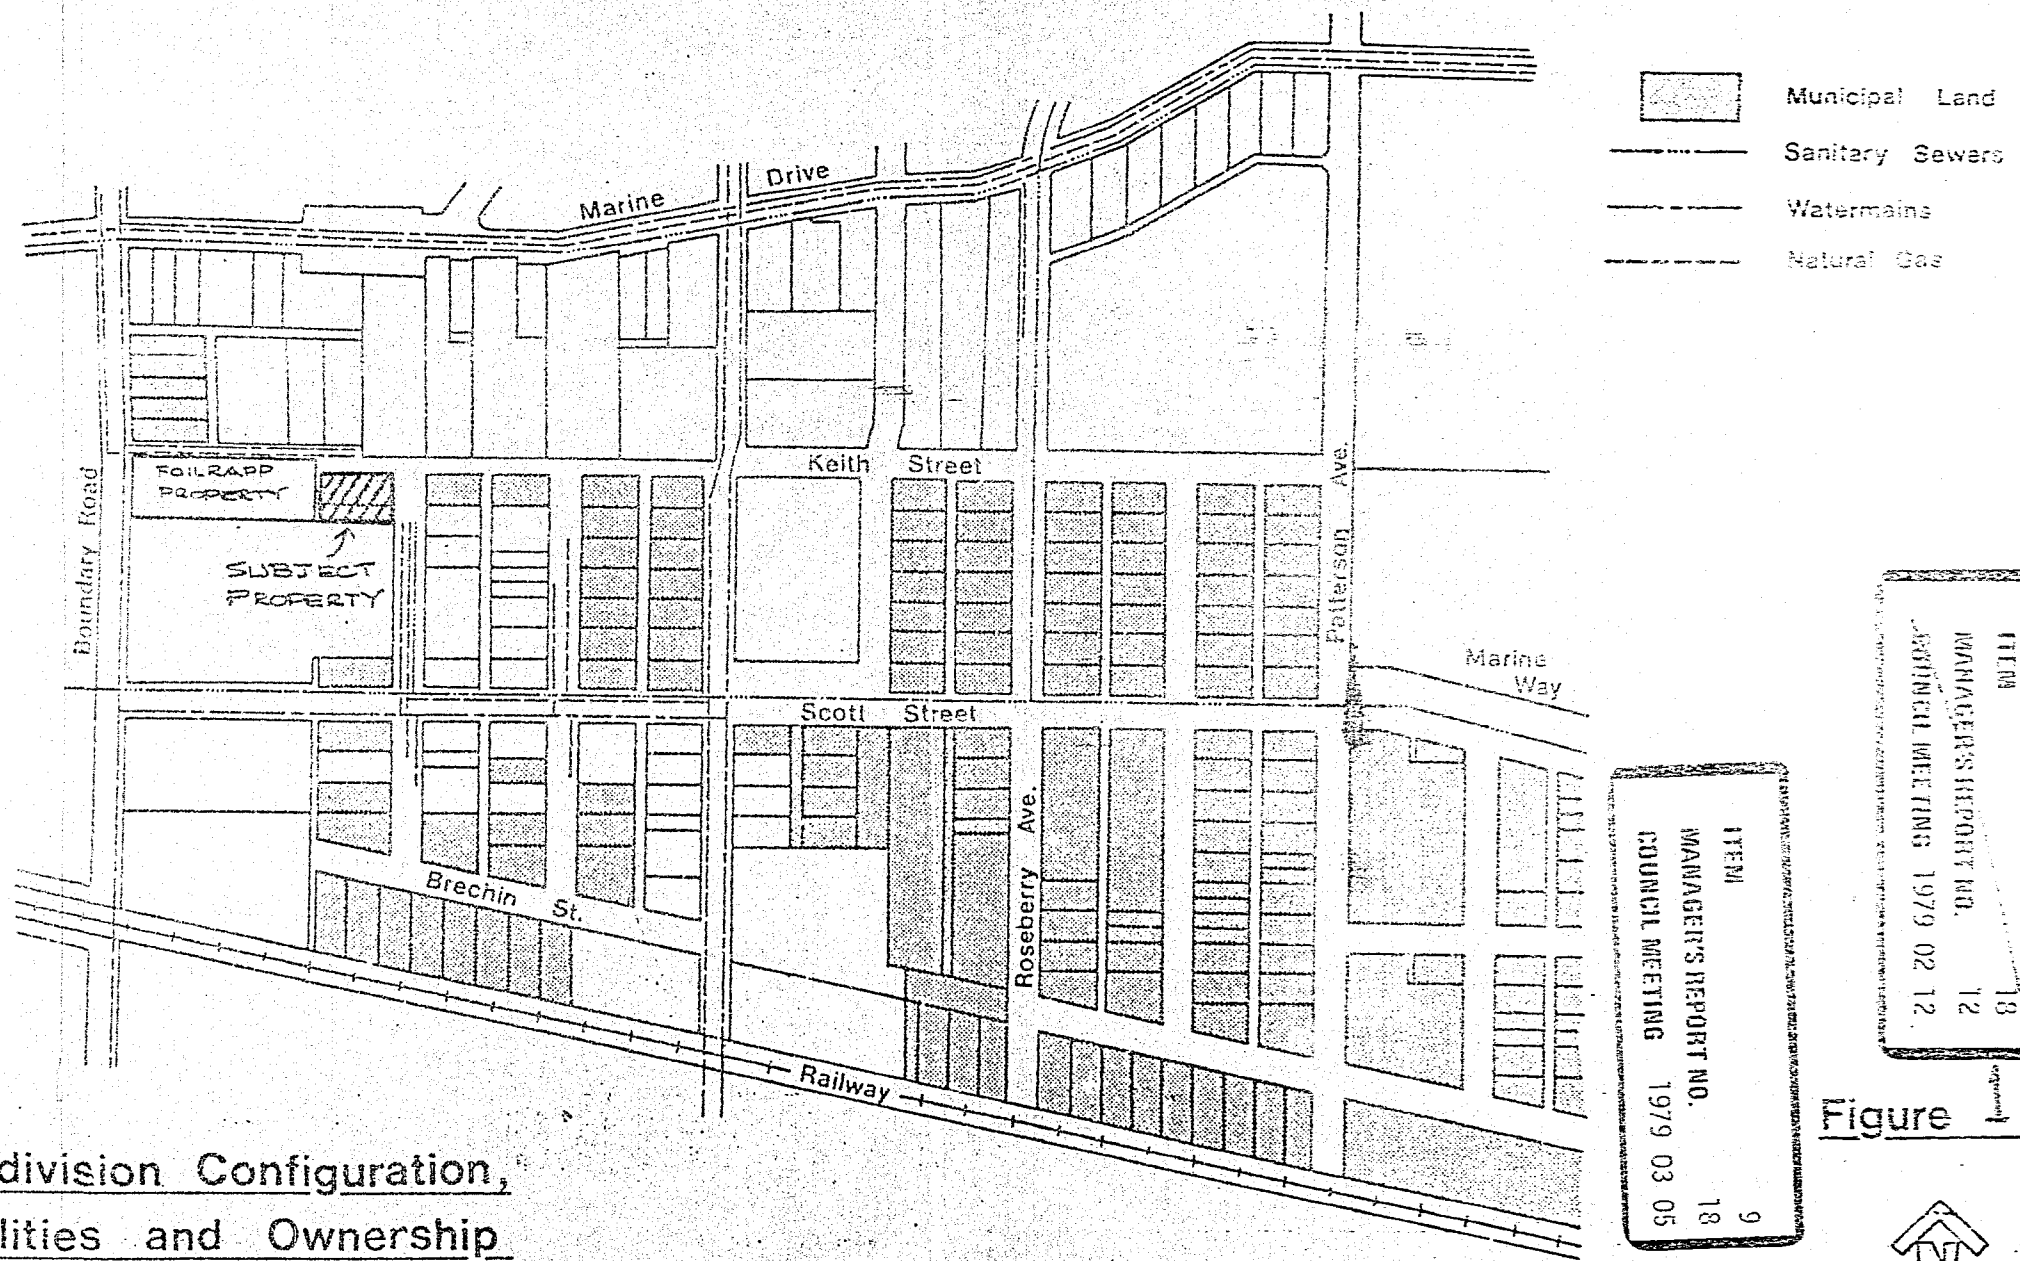 Municipal Land
Sanitary Sewers
Watermains
Natural Gas
Marine Drive
Keith Street
FOILRAPP
PROPERTY
SUBJECT
PROPERTY
Boundary Road
Patterson Ave.
Marine
Way
Scott Street
Roseberry Ave.
Brechin St.
Railway
ITEM 18
MANAGER'S REPORT NO. 12
COUNCIL MEETING 1979 02 12
ITEM 9
MANAGER'S REPORT NO. 18
COUNCIL MEETING 1979 03 05
Figure 1
division Configuration,
lities and Ownership
N